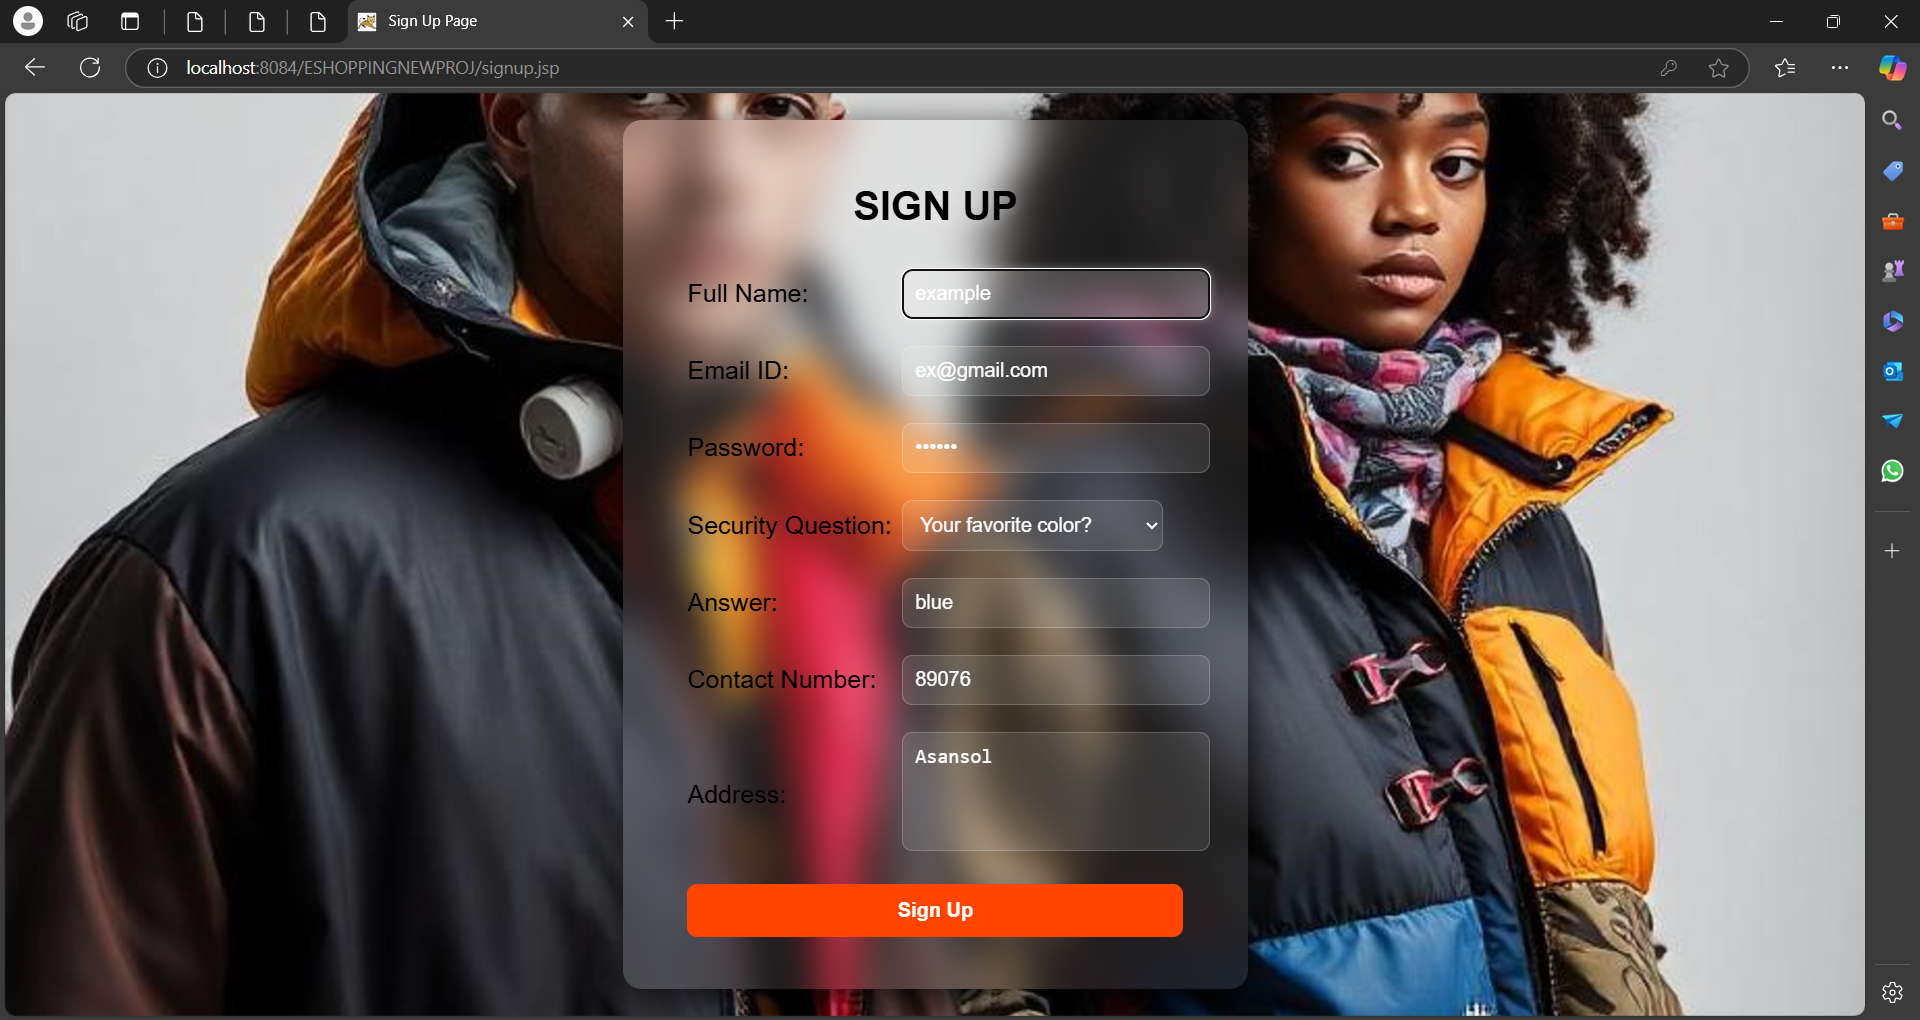 Sign Up Page
localhost:8084/ESHOPPINGNEWPROJ/signup.jsp
SIGN UP
Full Name: example
Email ID: ex@gmail.com
Password: ••••••
Security Question: Your favorite color?
Answer: blue
Contact Number: 89076
Address: Asansol
Sign Up